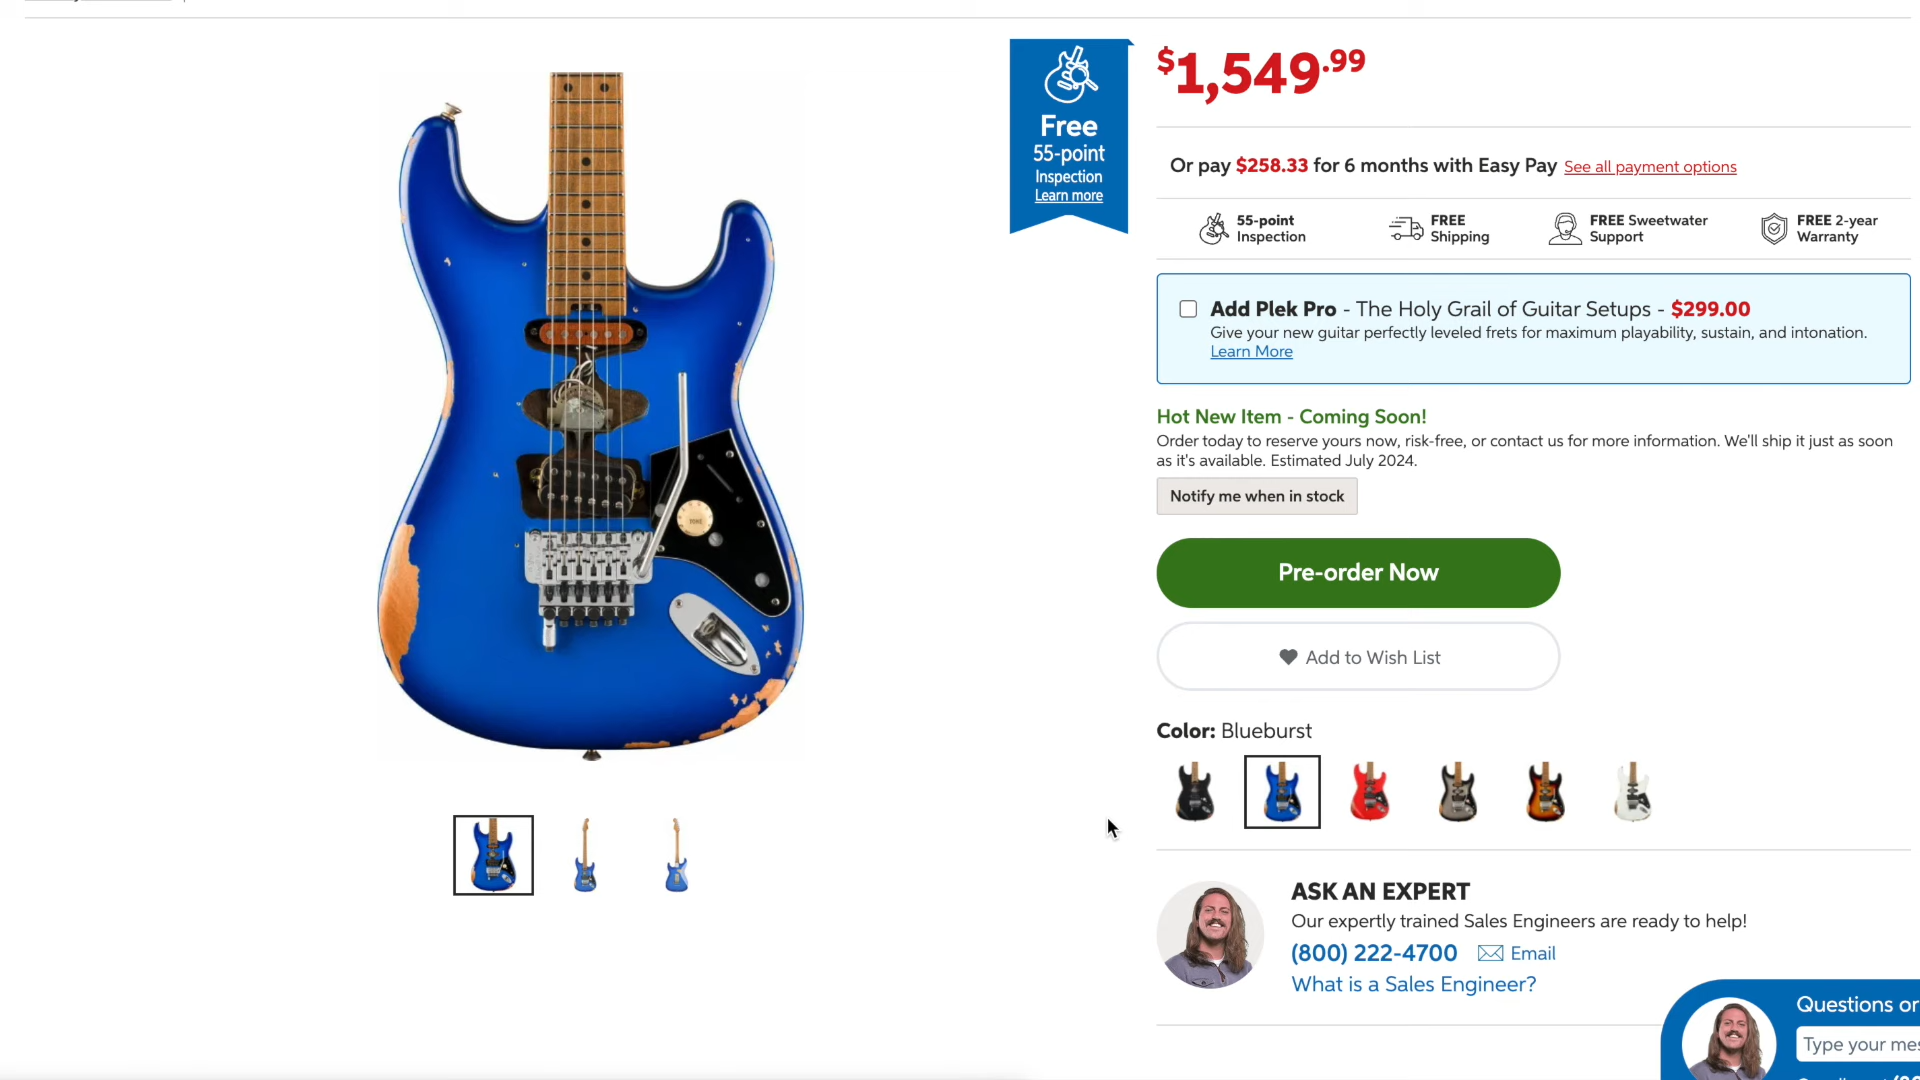 Free
55-point
Inspection
Learn more
$1,549.99
Or pay $258.33 for 6 months with Easy Pay See all payment options
55-point
Inspection
FREE
Shipping
FREE Sweetwater
Support
FREE 2-year
Warranty
Add Plek Pro - The Holy Grail of Guitar Setups - $299.00
Give your new guitar perfectly leveled frets for maximum playability, sustain, and intonation.
Learn More
Hot New Item - Coming Soon!
Order today to reserve yours now, risk-free, or contact us for more information. We'll ship it just as soon
as it's available. Estimated July 2024.
Notify me when in stock
Pre-order Now
Add to Wish List
Color: Blueburst
ASK AN EXPERT
Our expertly trained Sales Engineers are ready to help!
(800) 222-4700 Email
What is a Sales Engineer?
Questions or
Type your mes